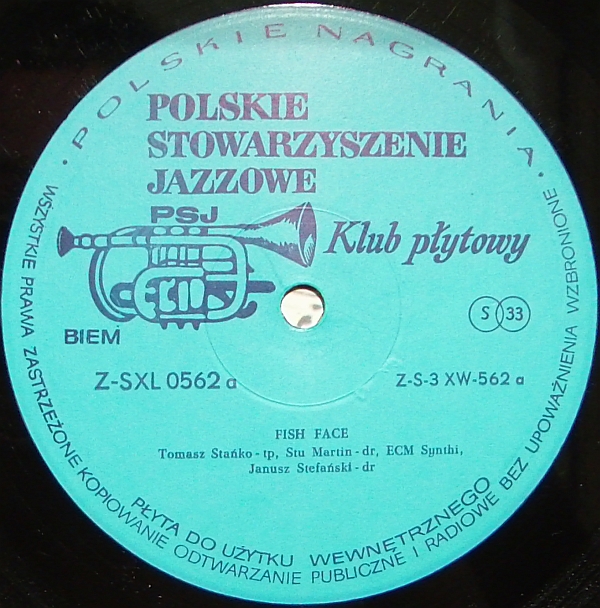 · POLSKIE NAGRANIA ·
POLSKIE
STOWARZYSZENIE
JAZZOWE
PSJ
Klub płytowy
BIEM
S 33
Z-SXL 0562 a
Z-S-3 XW-562 a
FISH FACE
Tomasz Stańko - tp, Stu Martin - dr, ECM Synthi,
Janusz Stefański - dr
PŁYTA DO UŻYTKU WEWNĘTRZNEGO
WSZYSTKIE PRAWA ZASTRZEŻONE KOPIOWANIE ODTWARZANIE PUBLICZNE I RADIOWE BEZ UPOWAŻNIENIA WZBRONIONE